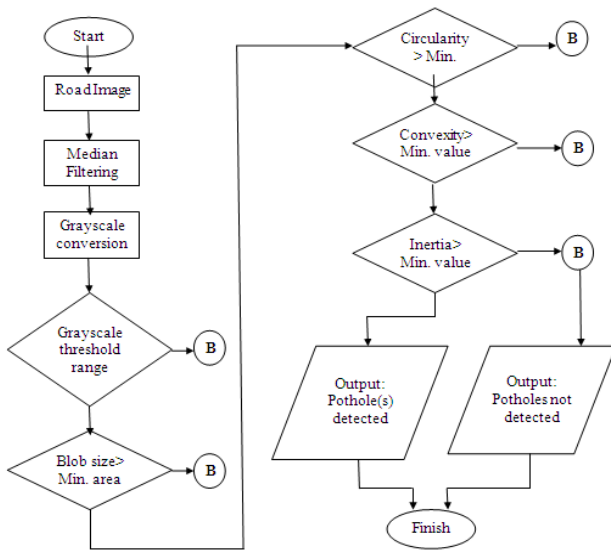 Start
Road Image
Median
Filtering
Grayscale
conversion
Grayscale
threshold
range
B
Blob size>
Min. area
B
Circularity
> Min.
B
Convexity>
Min. value
B
Inertia>
Min. value
B
Output:
Pothole(s)
detected
Output:
Potholes not
detected
Finish